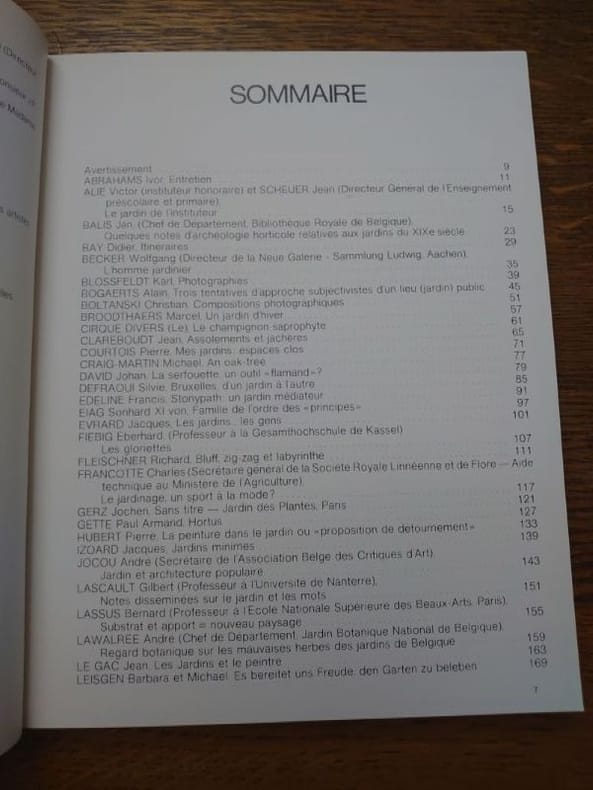 (Directeur
SOMMAIRE
Avertissement 9
ABRAHAMS Ivor, Entretien 11
ALIE Victor (instituteur honoraire) et SCHEUER Jean (Directeur Général de l'Enseignement
préscolaire et primaire).
Le jardin de l'instituteur 15
BALIS Jan, (Chef de Département, Bibliothèque Royale de Belgique).
Quelques notes d'archéologie horticole relatives aux jardins du XIXe siècle 23
BAY Didier, Itinéraires 29
BECKER Wolfgang (Directeur de la Neue Galerie - Sammlung Ludwig, Aachen).
L'homme jardinier 35
BLOSSFELDT Karl, Photographies 39
BOGAERTS Alain, Trois tentatives d'approche subjectivistes d'un lieu (jardin) public 45
BOLTANSKI Christian, Compositions photographiques 51
BROODTHAERS Marcel, Un jardin d'hiver 57
CIRQUE DIVERS (Le), Le champignon saprophyte 61
CLAREBOUDT Jean, Assolements et jachères 65
COURTOIS Pierre, Mes jardins: espaces clos 71
CRAIG-MARTIN Michael, An oak-tree 77
DAVID Johan, La serfouette, un outil «flamand»? 79
DEFRAOUI Silvie, Bruxelles, d'un jardin à l'autre 85
EDELINE Francis, Stonypath: un jardin médiateur 91
EIAG Sonhard XI von, Famille de l'ordre des «principes» 97
EVRARD Jacques, Les jardins.. les gens 101
FIEBIG Eberhard, (Professeur à la Gesamthochschule de Kassel)
Les gloriettes 107
FLEISCHNER Richard, Bluff, zig-zag et labyrinthe 111
FRANCOTTE Charles (Secrétaire général de la Société Royale Linnéenne et de Flore — Aide
technique au Ministère de l'Agriculture),
Le jardinage, un sport à la mode? 117
GERZ Jochen, Sans titre — Jardin des Plantes, Paris 121
GETTE Paul Armand, Hortus 127
HUBERT Pierre, La peinture dans le jardin ou «proposition de détournement» 133
IZOARD Jacques, Jardins minimes 139
JOCOU André (Secrétaire de l'Association Belge des Critiques d'Art).
Jardin et architecture populaire 143
LASCAULT Gilbert (Professeur à l'Université de Nanterre),
Notes disséminées sur le jardin et les mots 151
LASSUS Bernard (Professeur à l'Ecole Nationale Supérieure des Beaux-Arts, Paris),
Substrat et apport = nouveau paysage 155
LAWALREE André (Chef de Département, Jardin Botanique National de Belgique),
Regard botanique sur les mauvaises herbes des jardins de Belgique 159
LE GAC Jean, Les Jardins et le peintre 163
LEISGEN Barbara et Michael, Es bereitet uns Freude, den Garten zu beleben 169
7